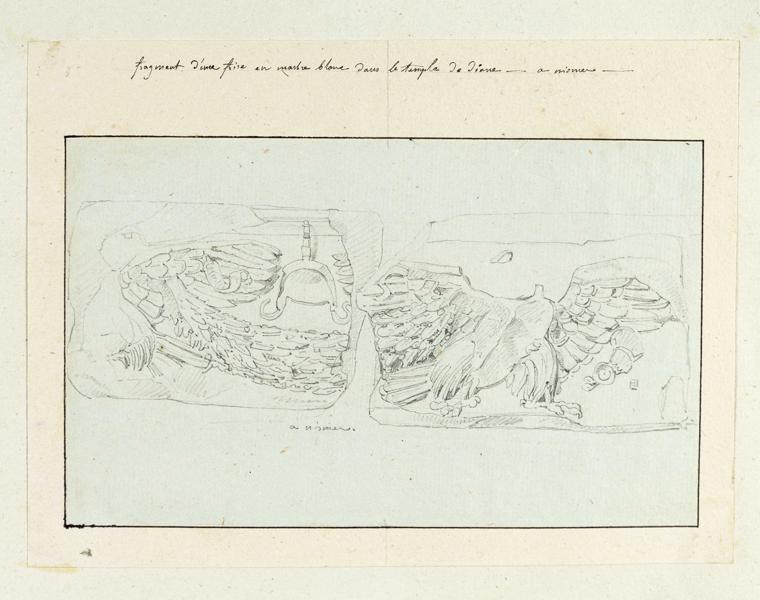 fragment d'une frise en marbre blanc dans le temple de diane — a nismes —
a nismes.